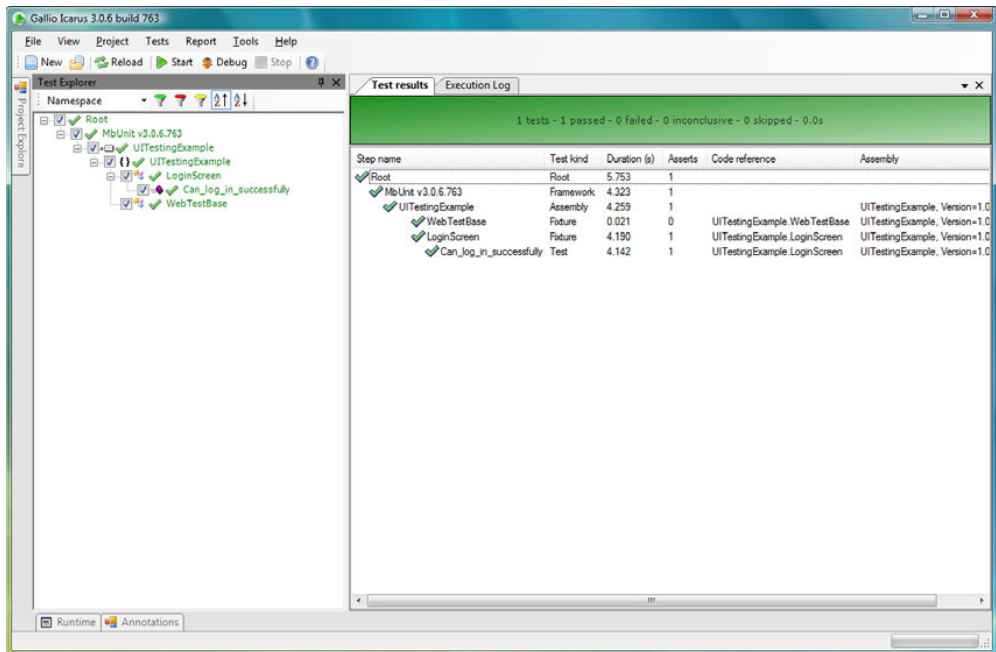 Gallio Icarus 3.0.6 build 763
File View Project Tests Report Tools Help
New Reload Start Debug Stop
Project Explore
Test Explorer
Namespace
Root
MbUnit v3.0.6.763
UITestingExample
{} UITestingExample
LoginScreen
Can_log_in_successfully
WebTestBase
Test results Execution Log
1 tests - 1 passed - 0 failed - 0 inconclusive - 0 skipped - 0.0s
Step name Test kind Duration (s) Asserts Code reference Assembly
Root Root 5.753 1
MbUnit v3.0.6.763 Framework 4.323 1
UITestingExample Assembly 4.259 1 UITestingExample, Version=1.0
WebTestBase Fixture 0.021 0 UITestingExample.WebTestBase UITestingExample, Version=1.0
LoginScreen Fixture 4.190 1 UITestingExample.LoginScreen UITestingExample, Version=1.0
Can_log_in_successfully Test 4.142 1 UITestingExample.LoginScreen UITestingExample, Version=1.0
Runtime Annotations